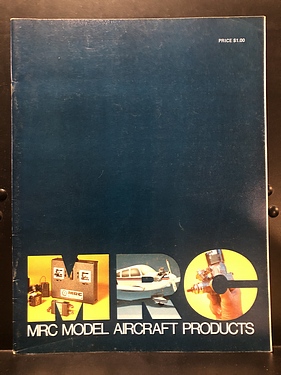 PRICE $1.00
MRC
MRC MODEL AIRCRAFT PRODUCTS